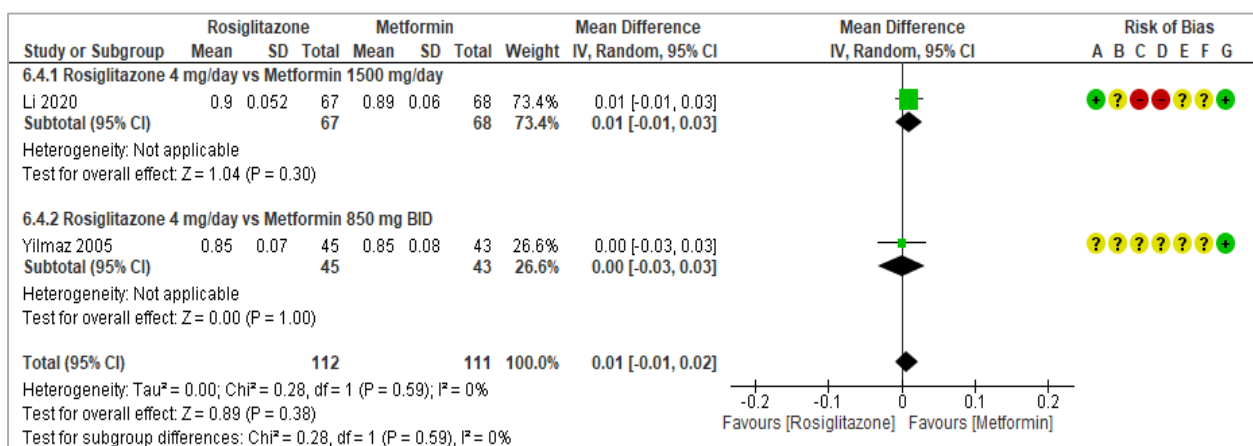 Rosiglitazone Metformin Mean Difference Mean Difference Risk of Bias
Study or Subgroup Mean SD Total Mean SD Total Weight IV, Random, 95% CI IV, Random, 95% CI A B C D E F G
6.4.1 Rosiglitazone 4 mg/day vs Metformin 1500 mg/day
Li 2020 0.9 0.052 67 0.89 0.06 68 73.4% 0.01 [-0.01, 0.03] + ? - - ? ? +
Subtotal (95% CI) 67 68 73.4% 0.01 [-0.01, 0.03]
Heterogeneity: Not applicable
Test for overall effect: Z = 1.04 (P = 0.30)
6.4.2 Rosiglitazone 4 mg/day vs Metformin 850 mg BID
Yilmaz 2005 0.85 0.07 45 0.85 0.08 43 26.6% 0.00 [-0.03, 0.03] ? ? ? ? ? ? +
Subtotal (95% CI) 45 43 26.6% 0.00 [-0.03, 0.03]
Heterogeneity: Not applicable
Test for overall effect: Z = 0.00 (P = 1.00)
Total (95% CI) 112 111 100.0% 0.01 [-0.01, 0.02]
Heterogeneity: Tau² = 0.00; Chi² = 0.28, df = 1 (P = 0.59); I² = 0%
Test for overall effect: Z = 0.89 (P = 0.38)
Test for subgroup differences: Chi² = 0.28, df = 1 (P = 0.59), I² = 0%
-0.2 -0.1 0 0.1 0.2
Favours [Rosiglitazone] Favours [Metformin]